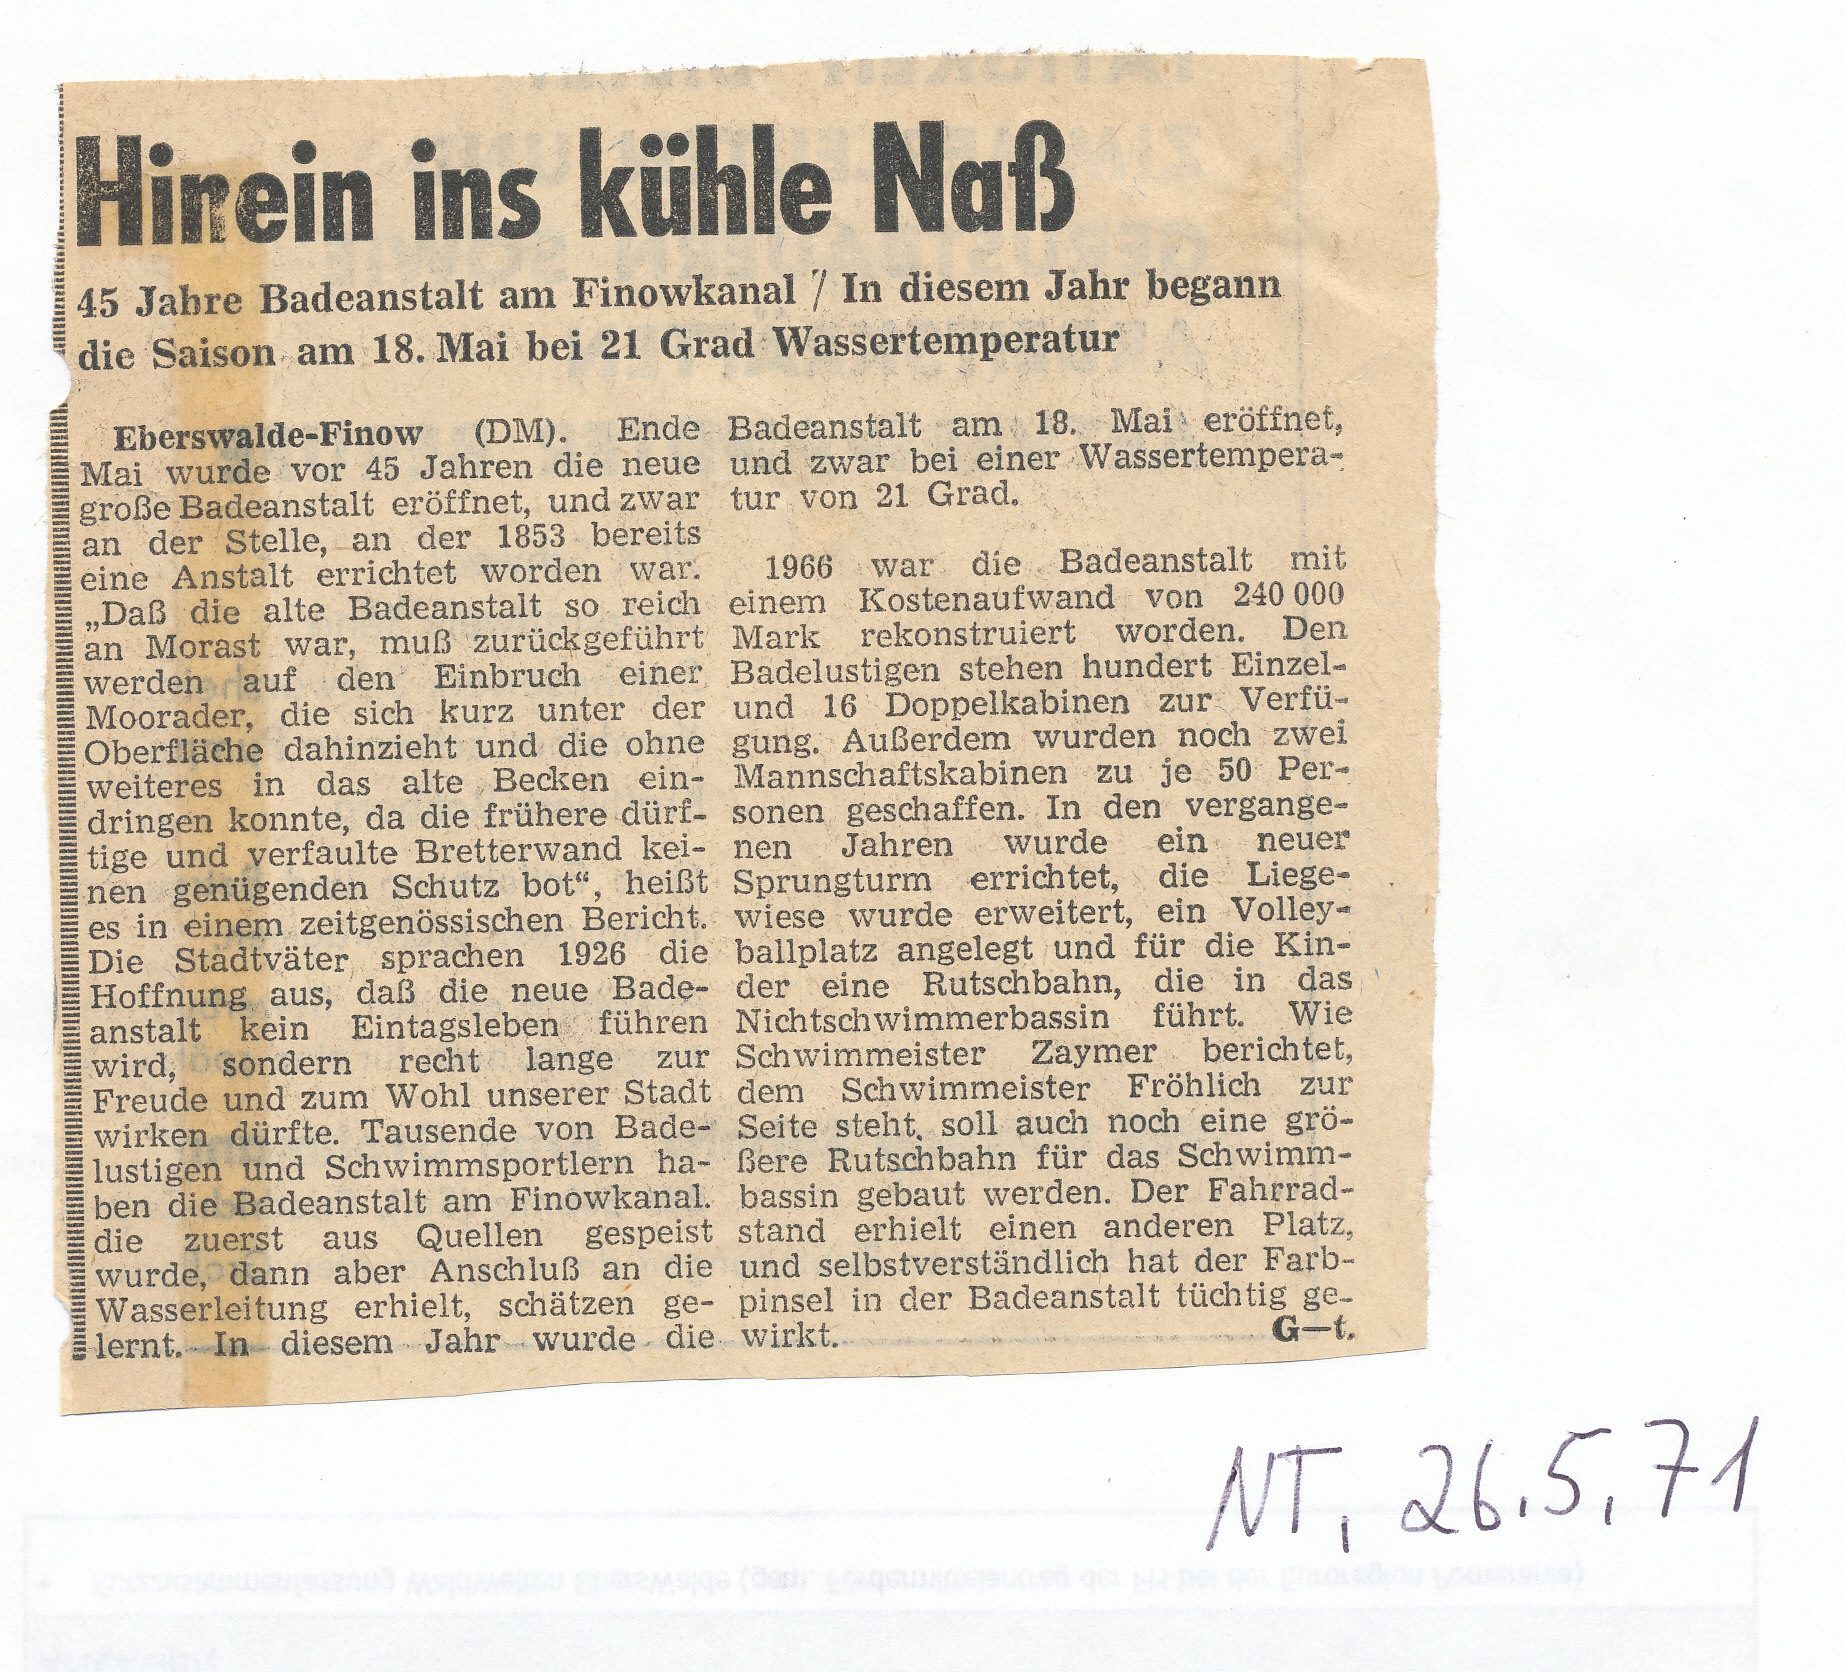 Hinein ins kühle Naß
45 Jahre Badeanstalt am Finowkanal / In diesem Jahr begann
die Saison am 18. Mai bei 21 Grad Wassertemperatur
Eberswalde-Finow (DM). Ende
Mai wurde vor 45 Jahren die neue
große Badeanstalt eröffnet, und zwar
an der Stelle, an der 1853 bereits
eine Anstalt errichtet worden war.
„Daß die alte Badeanstalt so reich
an Morast war, muß zurückgeführt
werden auf den Einbruch einer
Moorader, die sich kurz unter der
Oberfläche dahinzieht und die ohne
weiteres in das alte Becken ein-
dringen konnte, da die frühere dürf-
tige und verfaulte Bretterwand kei-
nen genügenden Schutz bot“, heißt
es in einem zeitgenössischen Bericht.
Die Stadtväter sprachen 1926 die
Hoffnung aus, daß die neue Bade-
anstalt kein Eintagsleben führen
wird, sondern recht lange zur
Freude und zum Wohl unserer Stadt
wirken dürfte. Tausende von Bade-
lustigen und Schwimmsportlern ha-
ben die Badeanstalt am Finowkanal.
die zuerst aus Quellen gespeist
wurde, dann aber Anschluß an die
Wasserleitung erhielt, schätzen ge-
lernt. In diesem Jahr wurde die
Badeanstalt am 18. Mai eröffnet,
und zwar bei einer Wassertempera-
tur von 21 Grad.
1966 war die Badeanstalt mit
einem Kostenaufwand von 240 000
Mark rekonstruiert worden. Den
Badelustigen stehen hundert Einzel-
und 16 Doppelkabinen zur Verfü-
gung. Außerdem wurden noch zwei
Mannschaftskabinen zu je 50 Per-
sonen geschaffen. In den vergange-
nen Jahren wurde ein neuer
Sprungturm errichtet, die Liege-
wiese wurde erweitert, ein Volley-
ballplatz angelegt und für die Kin-
der eine Rutschbahn, die in das
Nichtschwimmerbassin führt. Wie
Schwimmeister Zaymer berichtet,
dem Schwimmeister Fröhlich zur
Seite steht, soll auch noch eine grö-
ßere Rutschbahn für das Schwimm-
bassin gebaut werden. Der Fahrrad-
stand erhielt einen anderen Platz,
und selbstverständlich hat der Farb-
pinsel in der Badeanstalt tüchtig ge-
wirkt. G—t.
NT, 26.5.71